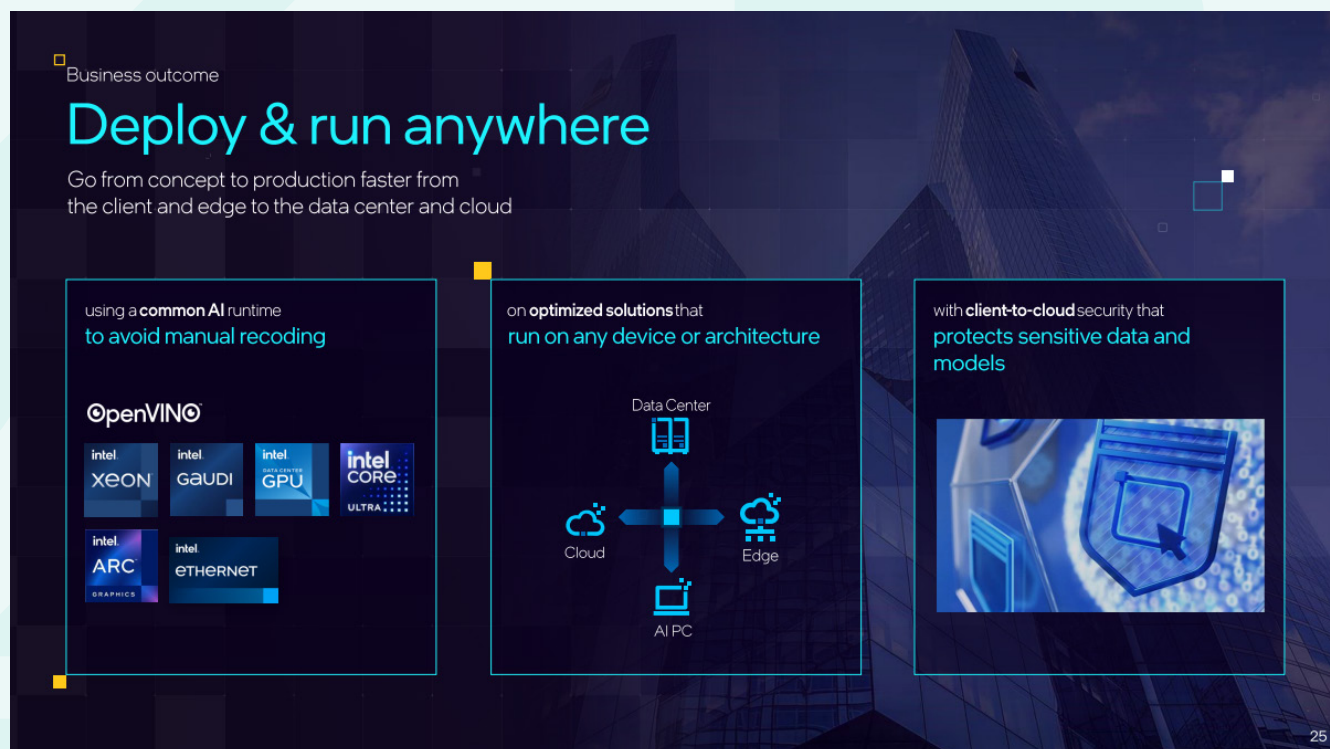 Business outcome
Deploy & run anywhere
Go from concept to production faster from
the client and edge to the data center and cloud
using a common AI runtime
to avoid manual recoding
OpenVINO™
intel.
XEON
intel.
GAUDI
intel.
DATA CENTER
GPU
intel
CORE
ULTRA
intel.
ARC
GRAPHICS
intel.
ETHERNET
on optimized solutions that
run on any device or architecture
Data Center
Cloud
Edge
AI PC
with client-to-cloud security that
protects sensitive data and
models
25